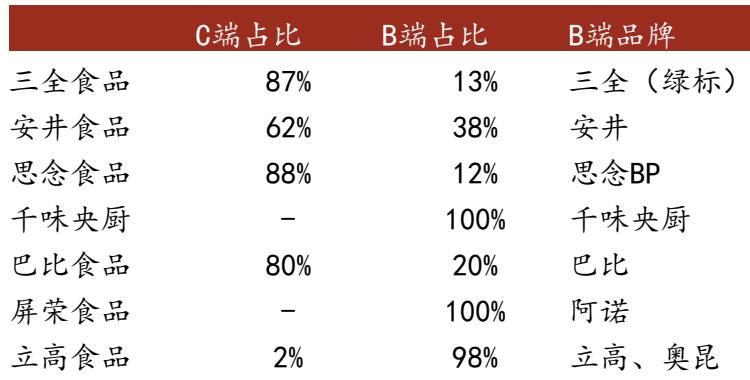 C端占比 B端占比 B端品牌
三全食品 87% 13% 三全（绿标）
安井食品 62% 38% 安井
思念食品 88% 12% 思念BP
千味央厨 - 100% 千味央厨
巴比食品 80% 20% 巴比
屏荣食品 - 100% 阿诺
立高食品 2% 98% 立高、奥昆